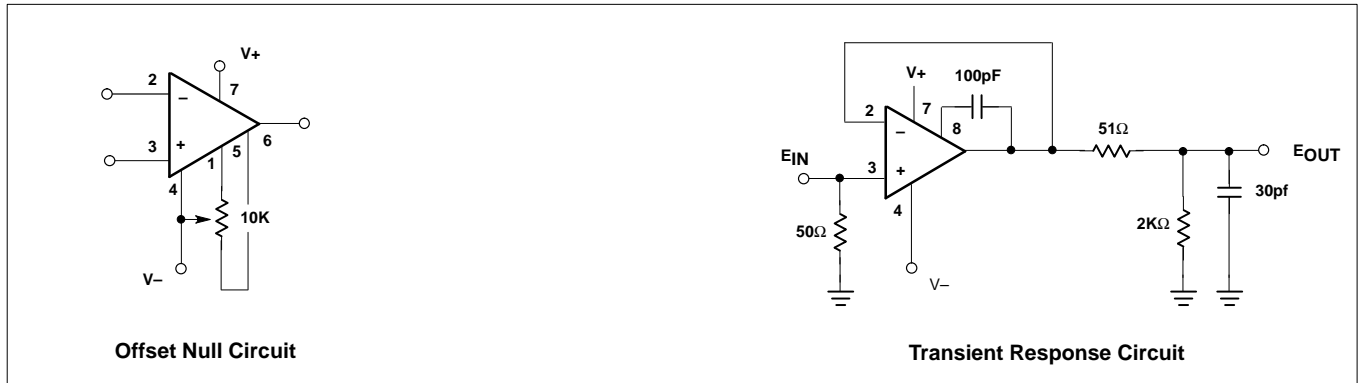 V+
2
7
–
3
+
5
6
1
4
10K
V–
Offset Null Circuit
V+
100pF
2
7
8
–
51Ω
EIN
3
+
EOUT
4
30pf
50Ω
2KΩ
V–
Transient Response Circuit